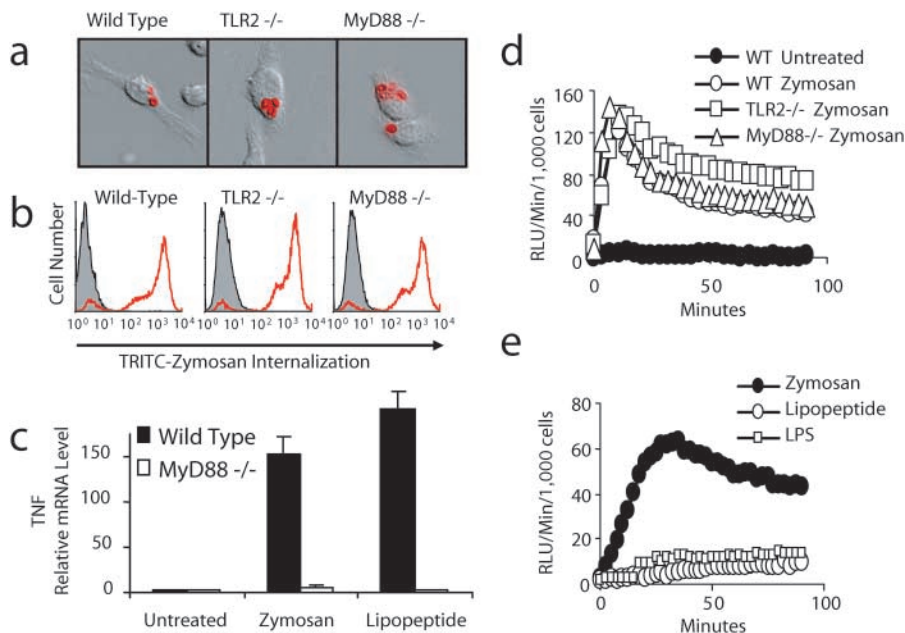 a
Wild Type
TLR2 -/-
MyD88 -/-
b
Cell Number
Wild-Type
TLR2 -/-
MyD88 -/-
10⁰ 10¹ 10² 10³ 10⁴
10⁰ 10¹ 10² 10³ 10⁴
10⁰ 10¹ 10² 10³ 10⁴
TRITC-Zymosan Internalization
c
TNF
Relative mRNA Level
150
100
50
0
Wild Type
MyD88 -/-
Untreated
Zymosan
Lipopeptide
d
WT Untreated
WT Zymosan
TLR2-/- Zymosan
MyD88-/- Zymosan
RLU/Min/1,000 cells
160
120
80
40
0
0
50
100
Minutes
e
Zymosan
Lipopeptide
LPS
RLU/Min/1,000 cells
100
80
60
40
20
0
0
50
100
Minutes